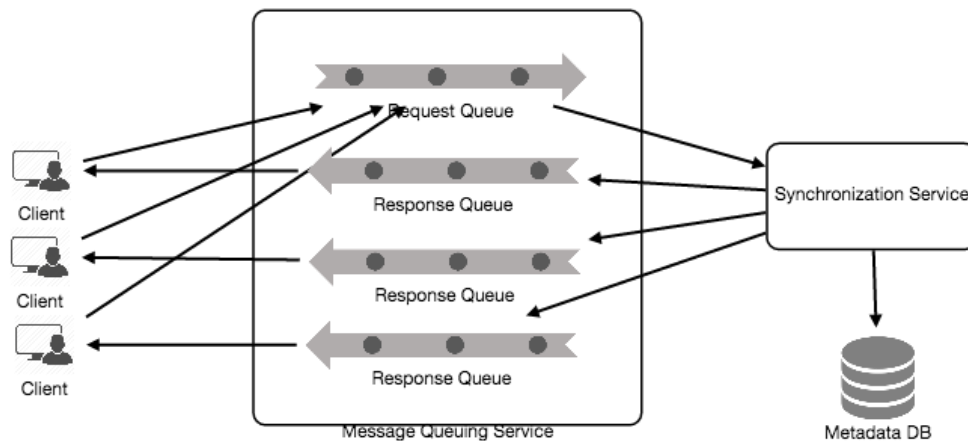 Request Queue
Client
Response Queue
Synchronization Service
Client
Response Queue
Client
Response Queue
Message Queuing Service
Metadata DB